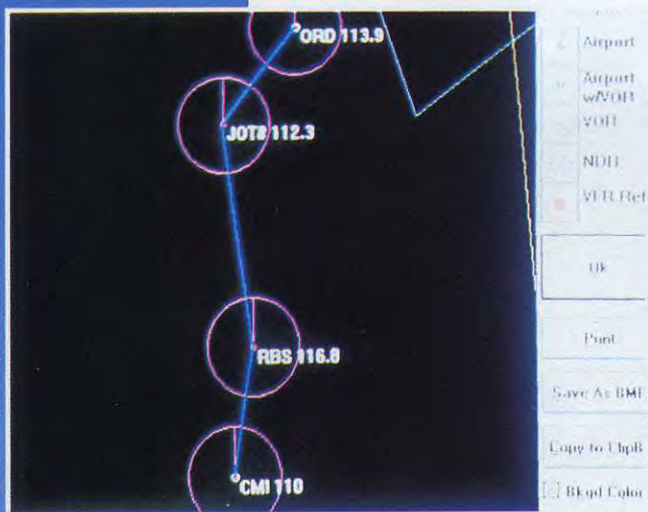 ORD 113.9
JOT# 112.3
RBS 116.8
CMI 110
Airport
Airport
w/VOR
VOR
NDB
VFR Ref
Ok
Print
Save As BMP
Copy to ClipB
Bkgd Color